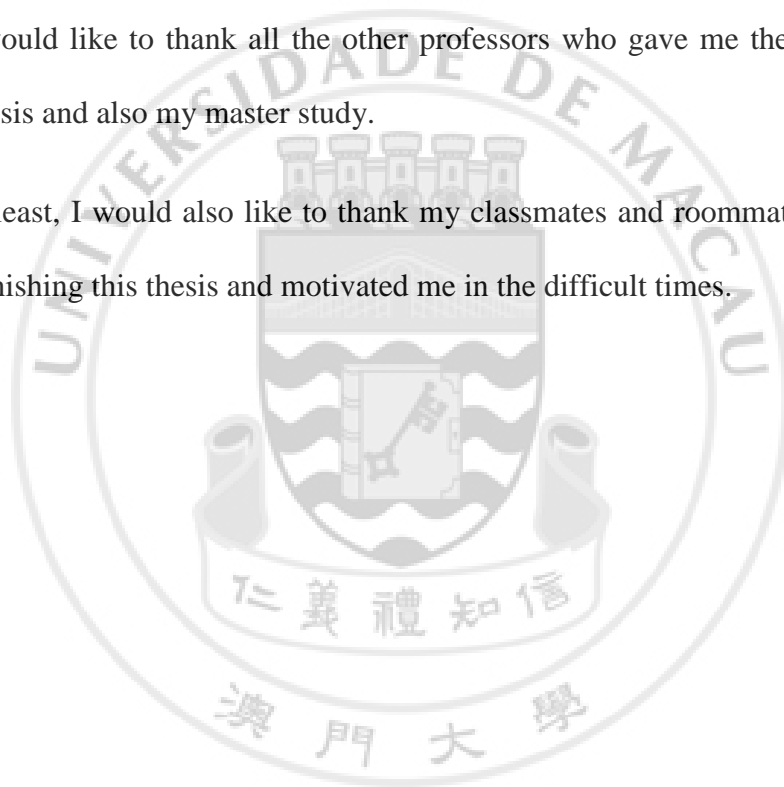 ould like to thank all the other professors who gave me the
sis and also my master study.
least, I would also like to thank my classmates and roommat
nishing this thesis and motivated me in the difficult times.
UNIVERSIDADE DE MACAU
仁義禮知信
澳門大學